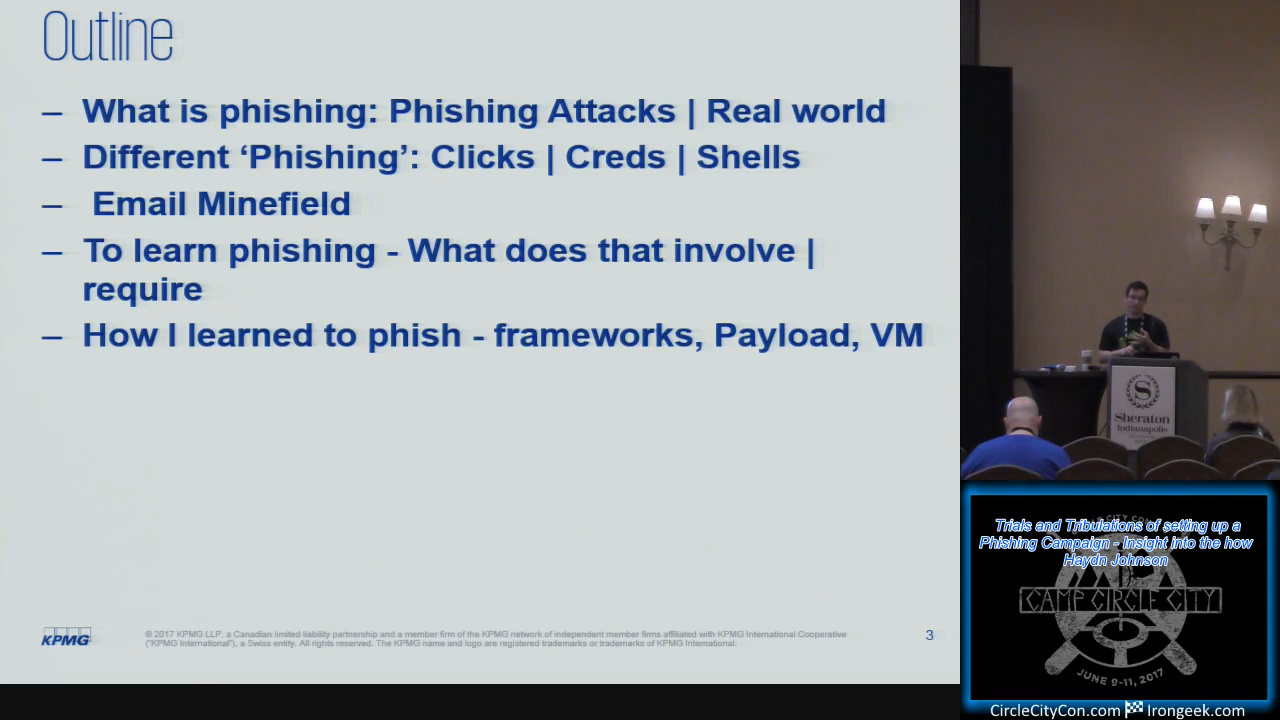 Outline
– What is phishing: Phishing Attacks | Real world
– Different ‘Phishing’: Clicks | Creds | Shells
– Email Minefield
– To learn phishing - What does that involve |
require
– How I learned to phish - frameworks, Payload, VM
KPMG
© 2017 KPMG LLP, a Canadian limited liability partnership and a member firm of the KPMG network of independent member firms affiliated with KPMG International Cooperative
("KPMG International"), a Swiss entity. All rights reserved. The KPMG name and logo are registered trademarks or trademarks of KPMG International.
3
S
Sheraton
Indianapolis
Trials and Tribulations of setting up a
Phishing Campaign - Insight into the how
Haydn Johnson
CAMP CIRCLE CITY
JUNE 9-11, 2017
CircleCityCon.com Irongeek.com